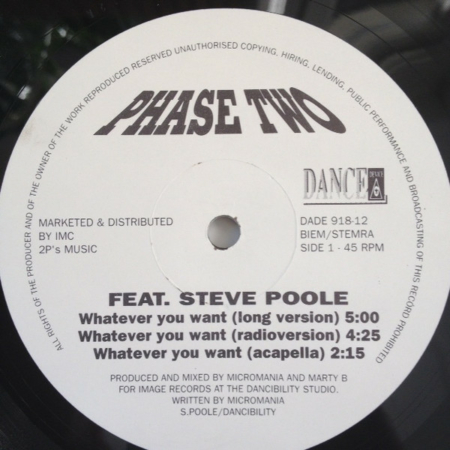 ALL RIGHTS OF THE PRODUCER AND OF THE OWNER OF THE WORK REPRODUCED RESERVED UNAUTHORISED COPYING, HIRING, LENDING, PUBLIC PERFORMANCE AND BROADCASTING OF THIS RECORD PROHIBITED
PHASE TWO
DANCE
MARKETED & DISTRIBUTED
BY IMC
2P's MUSIC
DADE 918-12
BIEM/STEMRA
SIDE 1 - 45 RPM
FEAT. STEVE POOLE
Whatever you want (long version) 5:00
Whatever you want (radioversion) 4:25
Whatever you want (acapella) 2:15
PRODUCED AND MIXED BY MICROMANIA AND MARTY B
FOR IMAGE RECORDS AT THE DANCIBILITY STUDIO.
WRITTEN BY MICROMANIA
S.POOLE/DANCIBILITY